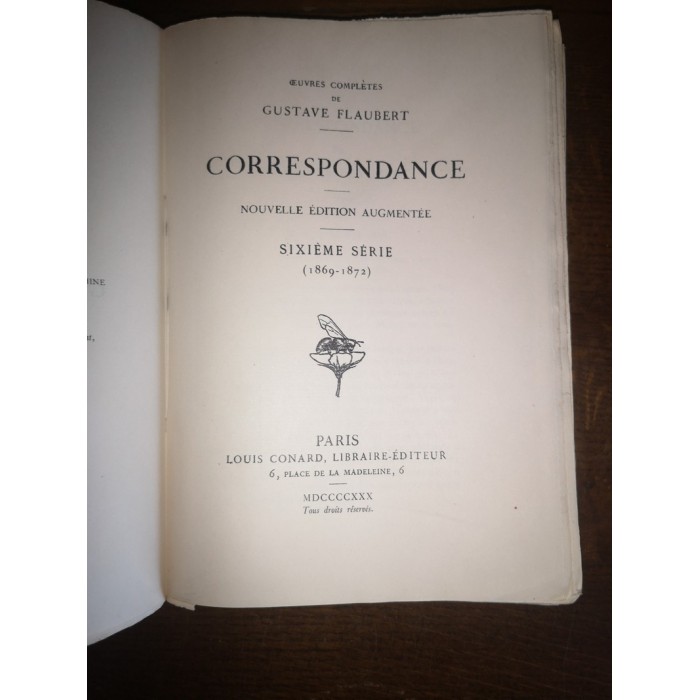 ŒUVRES COMPLÈTES
DE
GUSTAVE FLAUBERT
CORRESPONDANCE
NOUVELLE ÉDITION AUGMENTÉE
SIXIÈME SÉRIE
(1869-1872)
PARIS
LOUIS CONARD, LIBRAIRE-ÉDITEUR
6, PLACE DE LA MADELEINE, 6
MDCCCCXXX
Tous droits réservés.